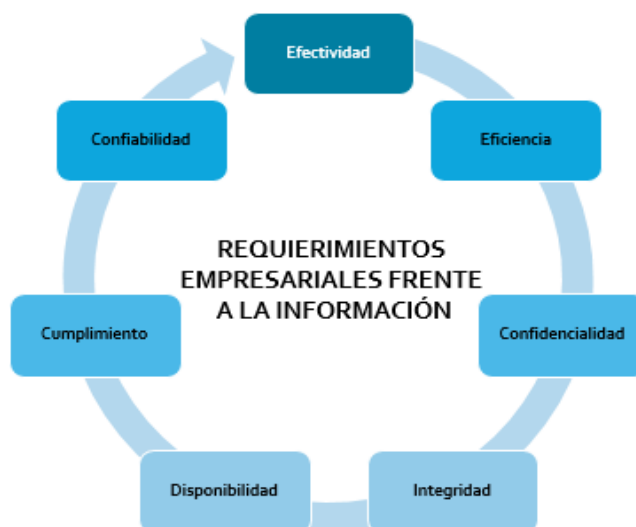 Efectividad
Confiabilidad
Eficiencia
REQUIERIMIENTOS
EMPRESARIALES FRENTE
A LA INFORMACIÓN
Cumplimiento
Confidencialidad
Disponibilidad
Integridad